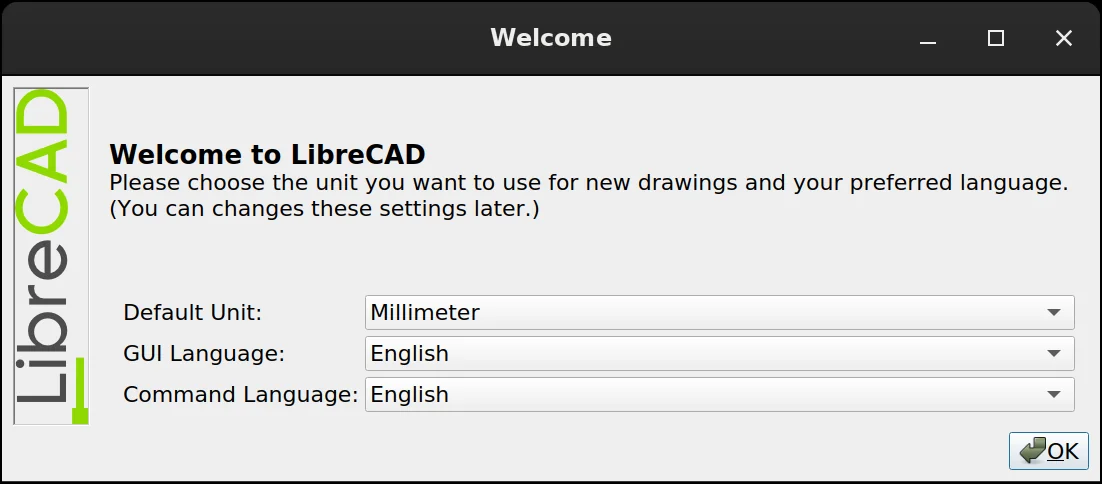 Welcome
LibreCAD
Welcome to LibreCAD
Please choose the unit you want to use for new drawings and your preferred language.
(You can changes these settings later.)
Default Unit: Millimeter
GUI Language: English
Command Language: English
OK